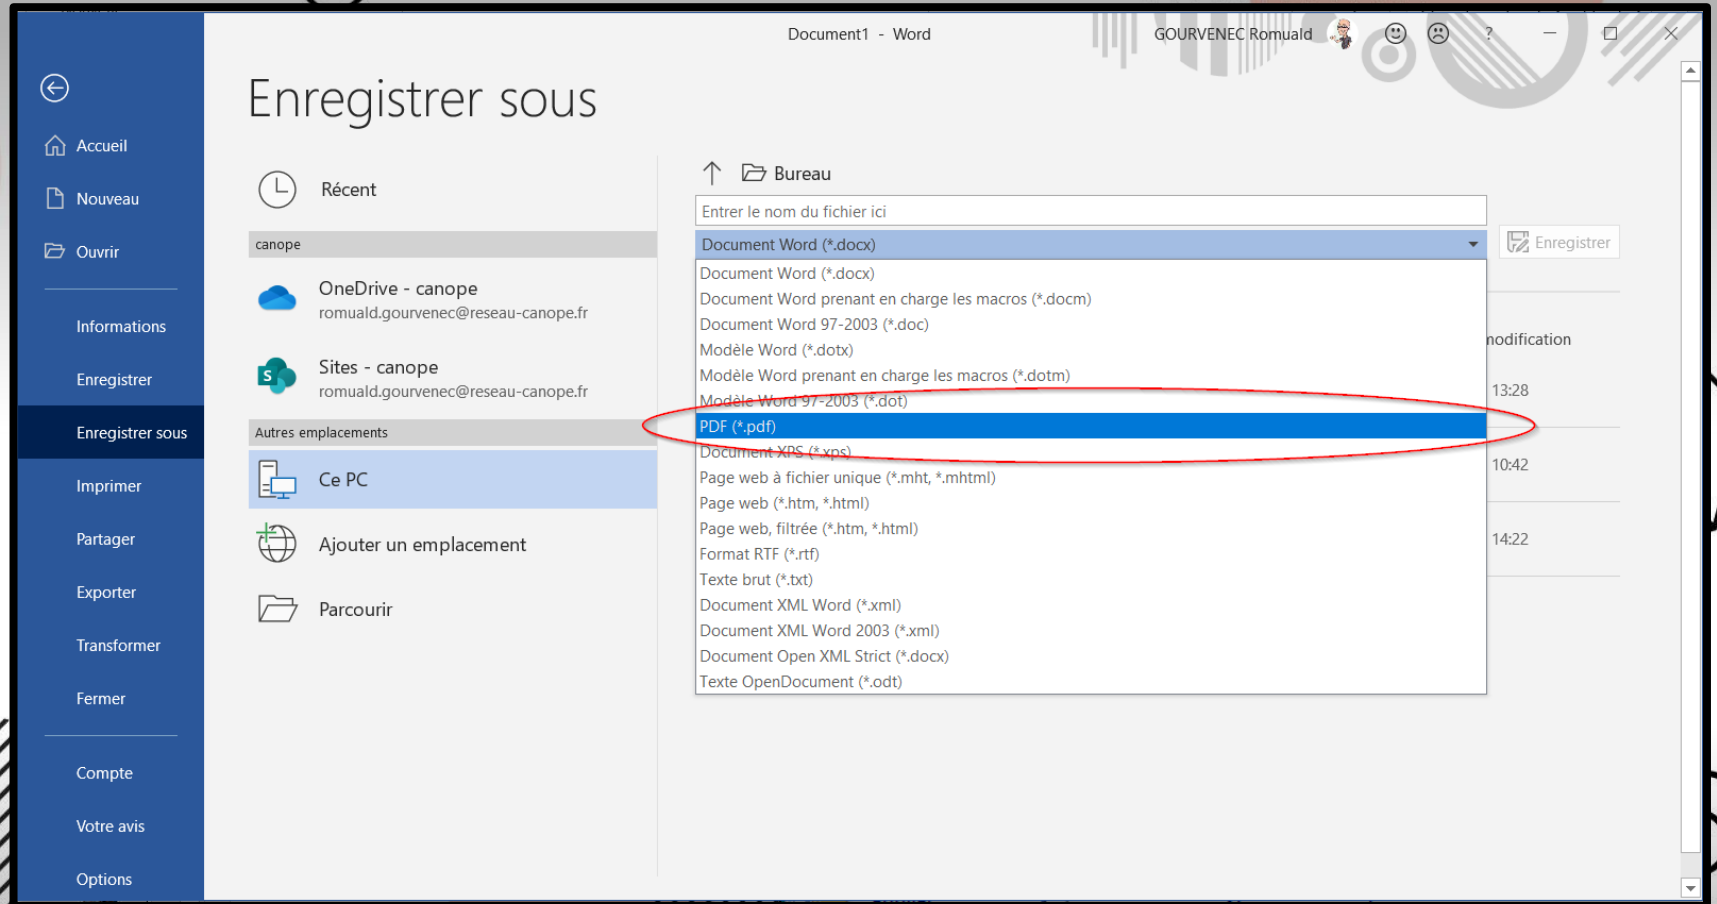 Document1 - Word
GOURVENEC Romuald
?
Enregistrer sous
Accueil
Nouveau
Ouvrir
Informations
Enregistrer
Enregistrer sous
Imprimer
Partager
Exporter
Transformer
Fermer
Compte
Votre avis
Options
Récent
canope
OneDrive - canope
romuald.gourvenec@reseau-canope.fr
Sites - canope
romuald.gourvenec@reseau-canope.fr
Autres emplacements
Ce PC
Ajouter un emplacement
Parcourir
Bureau
Entrer le nom du fichier ici
Document Word (*.docx)
Enregistrer
Document Word (*.docx)
Document Word prenant en charge les macros (*.docm)
Document Word 97-2003 (*.doc)
Modèle Word (*.dotx)
Modèle Word prenant en charge les macros (*.dotm)
Modèle Word 97-2003 (*.dot)
PDF (*.pdf)
Document XPS (*.xps)
Page web à fichier unique (*.mht, *.mhtml)
Page web (*.htm, *.html)
Page web, filtrée (*.htm, *.html)
Format RTF (*.rtf)
Texte brut (*.txt)
Document XML Word (*.xml)
Document XML Word 2003 (*.xml)
Document Open XML Strict (*.docx)
Texte OpenDocument (*.odt)
modification
13:28
10:42
14:22